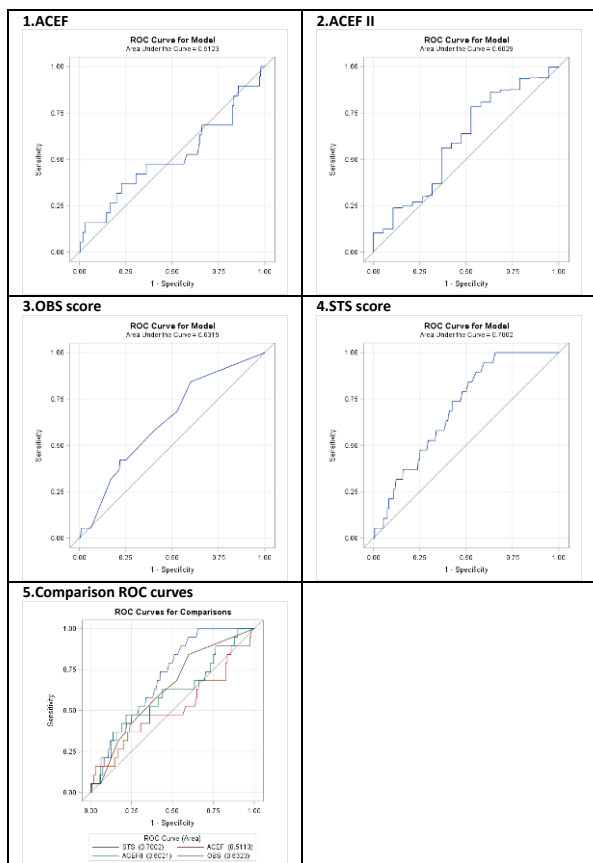 1.ACEF
ROC Curve for Model
Area Under the Curve = 0.5123
1.00
0.75
0.50
0.25
0.00
Sensitivity
0.00 0.25 0.50 0.75 1.00
1 - Specificity
2.ACEF II
ROC Curve for Model
Area Under the Curve = 0.6029
1.00
0.75
0.50
0.25
0.00
Sensitivity
0.00 0.25 0.50 0.75 1.00
1 - Specificity
3.OBS score
ROC Curve for Model
Area Under the Curve = 0.6319
1.00
0.75
0.50
0.25
0.00
Sensitivity
0.00 0.25 0.50 0.75 1.00
1 - Specificity
4.STS score
ROC Curve for Model
Area Under the Curve = 0.7002
1.00
0.75
0.50
0.25
0.00
Sensitivity
0.00 0.25 0.50 0.75 1.00
1 - Specificity
5.Comparison ROC curves
ROC Curves for Comparisons
1.00
0.75
0.50
0.25
0.00
Sensitivity
0.00 0.25 0.50 0.75 1.00
1 - Specificity
ROC Curve (Area)
STS (0.7002) ACEF (0.5113)
ACEFII (0.6021) OBS (0.6323)